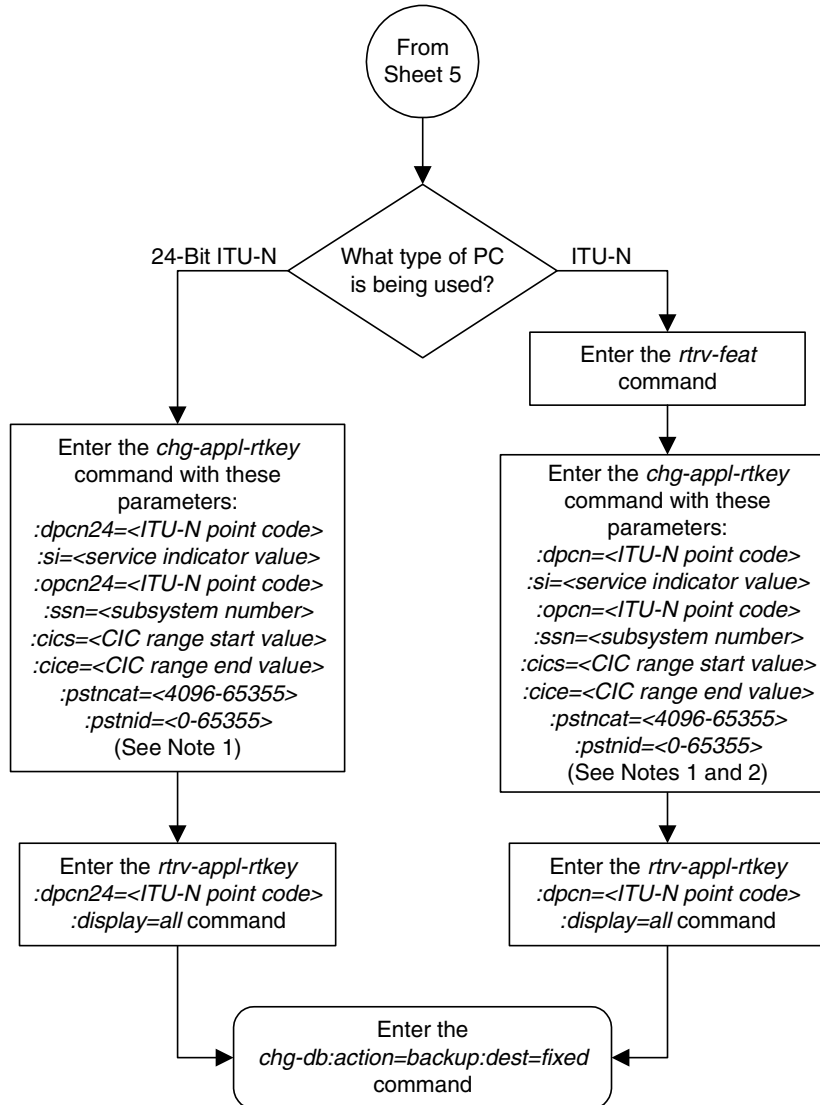 From
Sheet 5
What type of PC
is being used?
24-Bit ITU-N
ITU-N
Enter the rtrv-feat
command
Enter the chg-appl-rtkey
command with these
parameters:
:dpcn24=<ITU-N point code>
:si=<service indicator value>
:opcn24=<ITU-N point code>
:ssn=<subsystem number>
:cics=<CIC range start value>
:cice=<CIC range end value>
:pstncat=<4096-65355>
:pstnid=<0-65355>
(See Note 1)
Enter the chg-appl-rtkey
command with these
parameters:
:dpcn=<ITU-N point code>
:si=<service indicator value>
:opcn=<ITU-N point code>
:ssn=<subsystem number>
:cics=<CIC range start value>
:cice=<CIC range end value>
:pstncat=<4096-65355>
:pstnid=<0-65355>
(See Notes 1 and 2)
Enter the rtrv-appl-rtkey
:dpcn24=<ITU-N point code>
:display=all command
Enter the rtrv-appl-rtkey
:dpcn=<ITU-N point code>
:display=all command
Enter the
chg-db:action=backup:dest=fixed
command